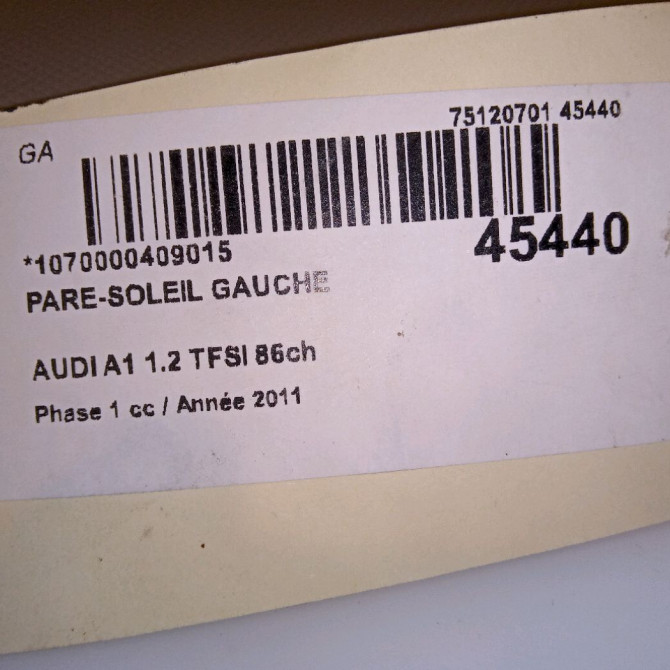 75120701 45440
GA
*1070000409015
45440
PARE-SOLEIL GAUCHE
AUDI A1 1.2 TFSI 86ch
Phase 1 cc / Année 2011